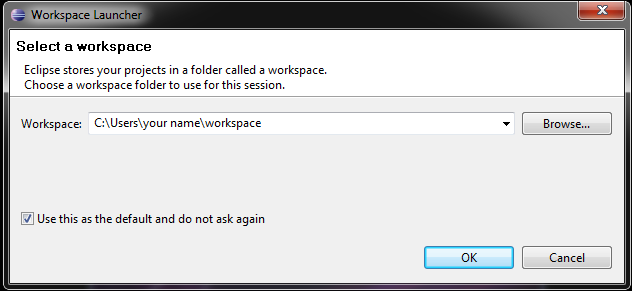 Workspace Launcher
Select a workspace
Eclipse stores your projects in a folder called a workspace.
Choose a workspace folder to use for this session.
Workspace: C:\Users\your name\workspace Browse...
Use this as the default and do not ask again
OK Cancel